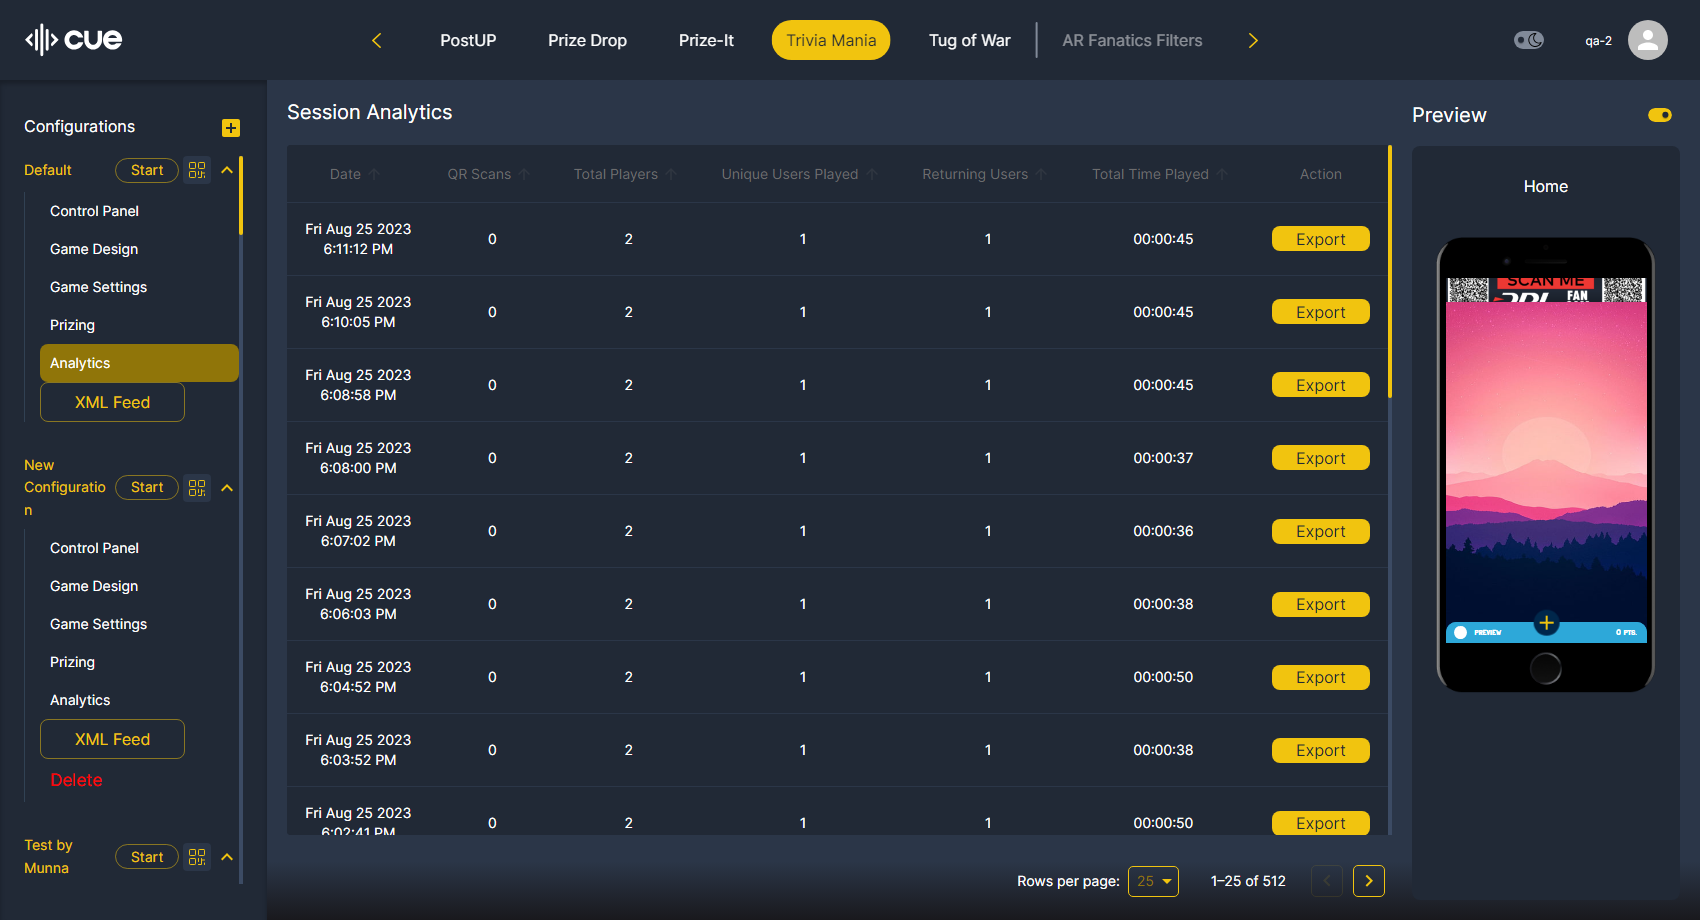 cue
PostUP
Prize Drop
Prize-It
Trivia Mania
Tug of War
AR Fanatics Filters
qa-2
Configurations
Default
Start
Control Panel
Game Design
Game Settings
Prizing
Analytics
XML Feed
New
Configuratio
n
Start
Control Panel
Game Design
Game Settings
Prizing
Analytics
XML Feed
Delete
Test by
Munna
Start
Session Analytics
Date QR Scans Total Players Unique Users Played Returning Users Total Time Played Action
Fri Aug 25 2023
6:11:12 PM 0 2 1 1 00:00:45 Export
Fri Aug 25 2023
6:10:05 PM 0 2 1 1 00:00:45 Export
Fri Aug 25 2023
6:08:58 PM 0 2 1 1 00:00:45 Export
Fri Aug 25 2023
6:08:00 PM 0 2 1 1 00:00:37 Export
Fri Aug 25 2023
6:07:02 PM 0 2 1 1 00:00:36 Export
Fri Aug 25 2023
6:06:03 PM 0 2 1 1 00:00:38 Export
Fri Aug 25 2023
6:04:52 PM 0 2 1 1 00:00:50 Export
Fri Aug 25 2023
6:03:52 PM 0 2 1 1 00:00:38 Export
Fri Aug 25 2023
6:02:41 PM 0 2 1 1 00:00:50 Export
Rows per page: 25 1–25 of 512
Preview
Home
SCAN ME
FAN
PREVIEW
0 PTS.